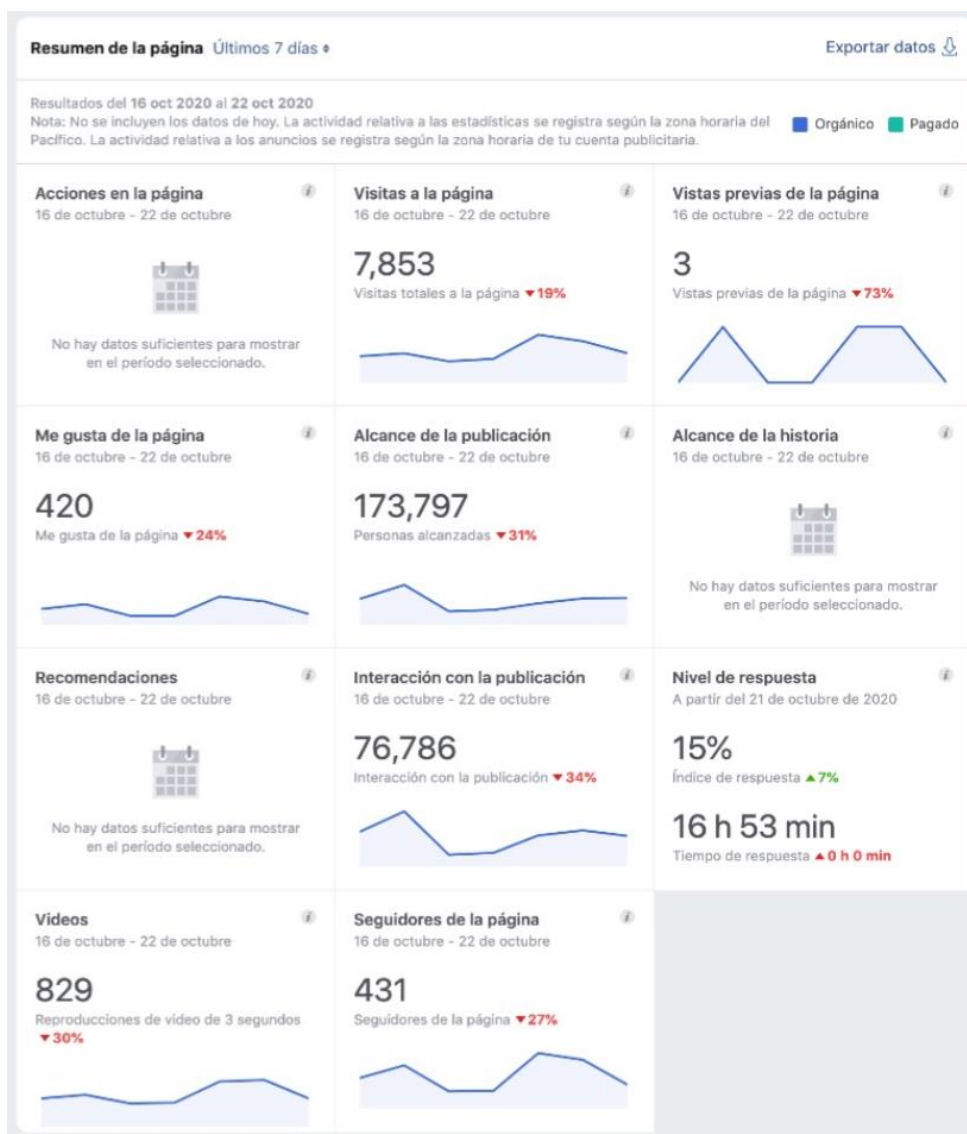 Resumen de la página Últimos 7 días
Exportar datos
Resultados del 16 oct 2020 al 22 oct 2020
Nota: No se incluyen los datos de hoy. La actividad relativa a las estadísticas se registra según la zona horaria del
Pacífico. La actividad relativa a los anuncios se registra según la zona horaria de tu cuenta publicitaria.
Orgánico
Pagado
Acciones en la página
16 de octubre - 22 de octubre
No hay datos suficientes para mostrar
en el período seleccionado.
Visitas a la página
16 de octubre - 22 de octubre
7,853
Visitas totales a la página ▼19%
Vistas previas de la página
16 de octubre - 22 de octubre
3
Vistas previas de la página ▼73%
Me gusta de la página
16 de octubre - 22 de octubre
420
Me gusta de la página ▼24%
Alcance de la publicación
16 de octubre - 22 de octubre
173,797
Personas alcanzadas ▼31%
Alcance de la historia
16 de octubre - 22 de octubre
No hay datos suficientes para mostrar
en el período seleccionado.
Recomendaciones
16 de octubre - 22 de octubre
No hay datos suficientes para mostrar
en el período seleccionado.
Interacción con la publicación
16 de octubre - 22 de octubre
76,786
Interacción con la publicación ▼34%
Nivel de respuesta
A partir del 21 de octubre de 2020
15%
Índice de respuesta ▲7%
16 h 53 min
Tiempo de respuesta ▲0 h 0 min
Videos
16 de octubre - 22 de octubre
829
Reproducciones de video de 3 segundos
▼30%
Seguidores de la página
16 de octubre - 22 de octubre
431
Seguidores de la página ▼27%